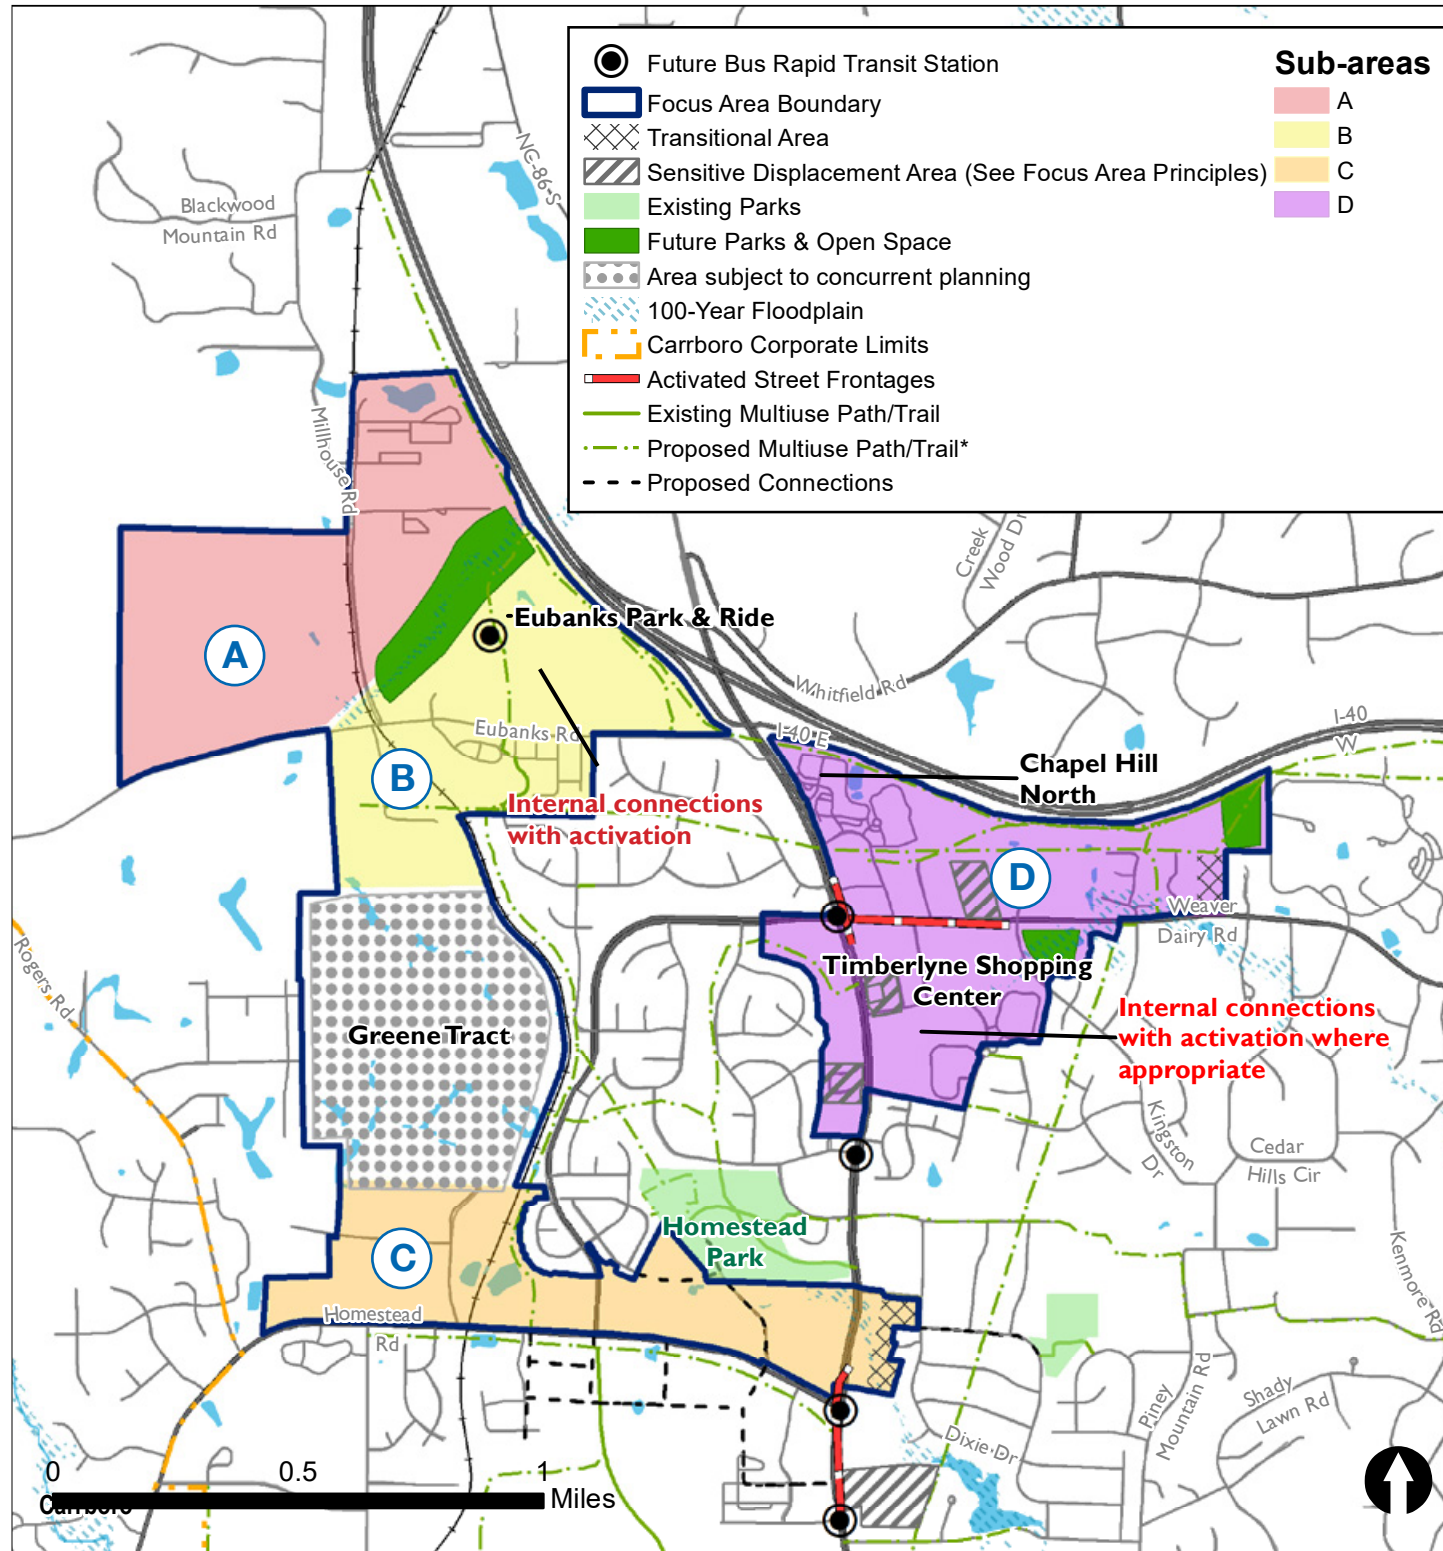 Future Bus Rapid Transit Station
Focus Area Boundary
Transitional Area
Sensitive Displacement Area (See Focus Area Principles)
Existing Parks
Future Parks & Open Space
Area subject to concurrent planning
100-Year Floodplain
Carrboro Corporate Limits
Activated Street Frontages
Existing Multiuse Path/Trail
Proposed Multiuse Path/Trail*
Proposed Connections
Sub-areas
A
B
C
D
NC-86-S
Blackwood
Mountain Rd
Millhouse Rd
Creek
Wood Dr
A
Eubanks Park & Ride
Whitfield Rd
Eubanks Rd
I-40 E
I-40
W
Chapel Hill
North
B
Internal connections
with activation
D
Weaver
Dairy Rd
Rogers Rd
Timberlyne Shopping
Center
Greene Tract
Internal connections
with activation where
appropriate
Kingston
Dr
Cedar
Hills Cir
Homestead
Park
C
Kenmore Rd
Homestead
Rd
Piney
Mountain Rd
Shady
Lawn Rd
Dixie Dr
0 0.5 1
Miles
Carrboro